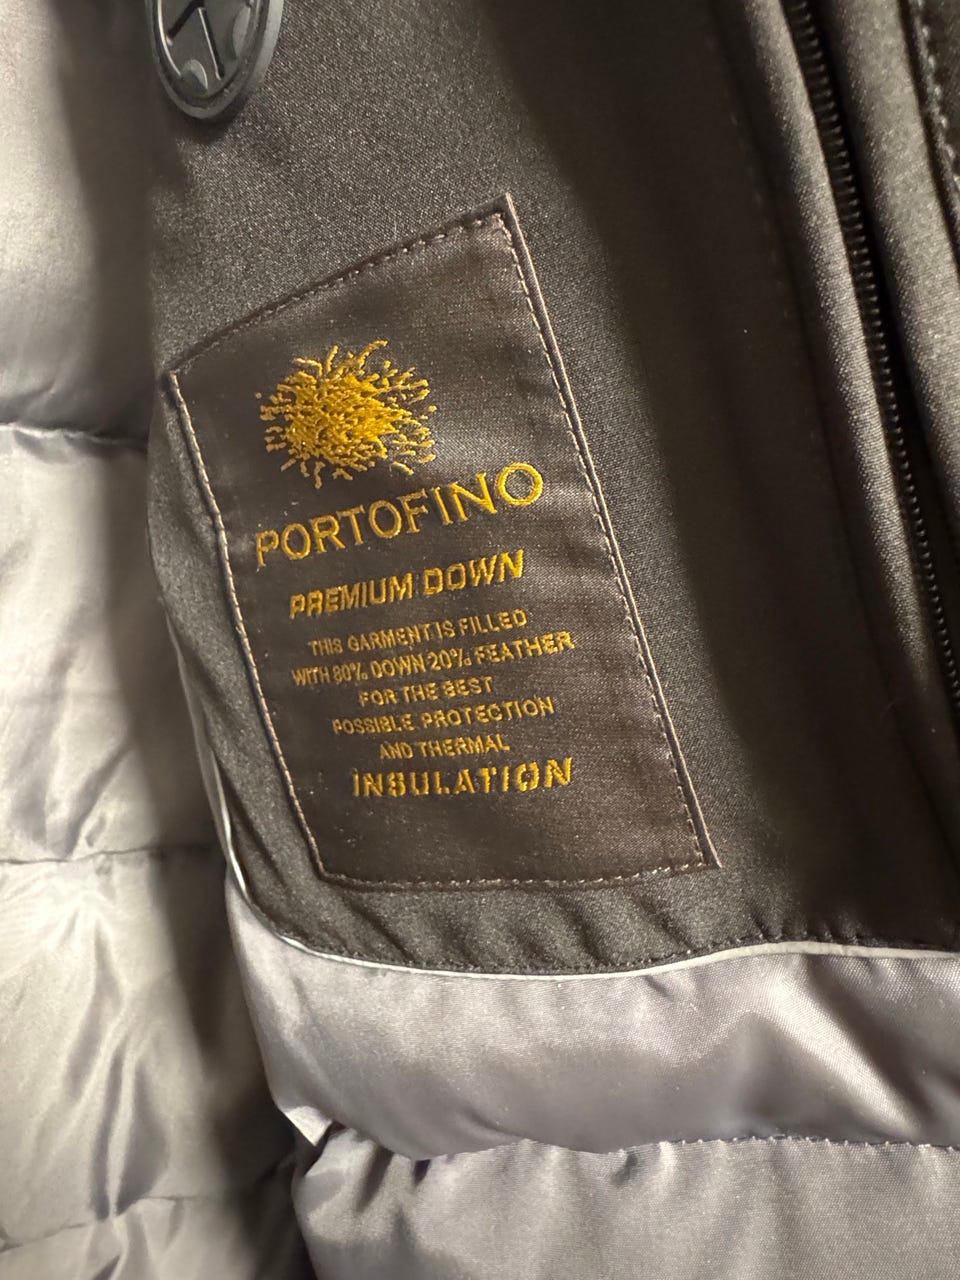 PORTOFINO
PREMIUM DOWN
THIS GARMENT IS FILLED
WITH 80% DOWN 20% FEATHER
FOR THE BEST
POSSIBLE PROTECTION
AND THERMAL
INSULATION